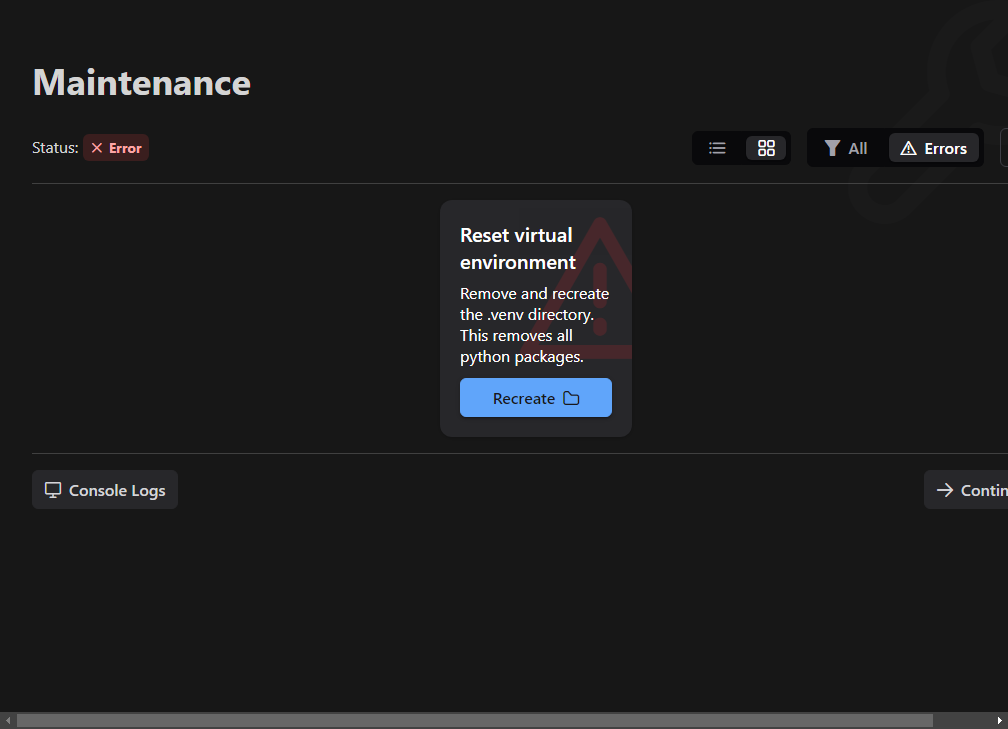 Maintenance
Status: Error
All
Errors
Reset virtual
environment
Remove and recreate
the .venv directory.
This removes all
python packages.
Recreate
Console Logs
Contin